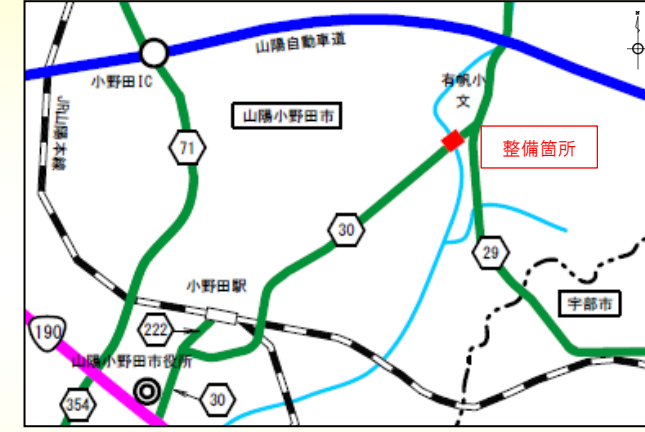 山陽自動車道
小野田IC
有帆小
文
山陽小野田市
JR山陽本線
71
整備箇所
30
29
小野田駅
宇部市
190
222
山陽小野田市役所
354
30